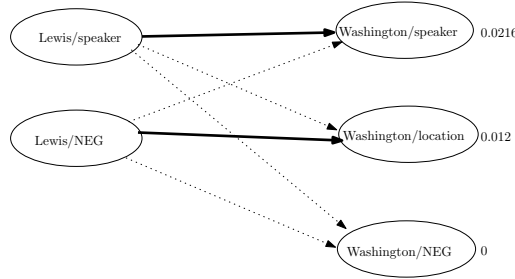 Lewis/speaker
Washington/speaker
0.0216
Lewis/NEG
Washington/location
0.012
Washington/NEG
0